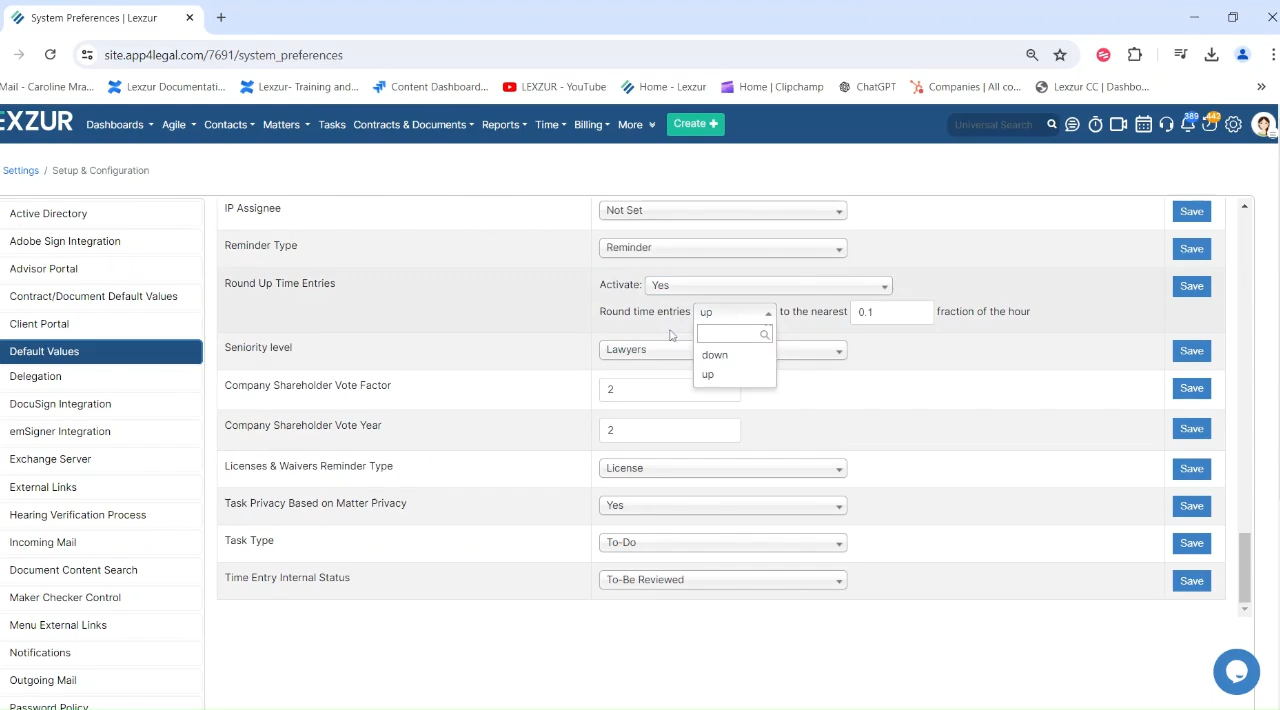 System Preferences | Lexzur
site.app4legal.com/7691/system_preferences
Mail - Caroline Mra... Lexzur Documentati... Lexzur- Training and... Content Dashboard... LEXZUR - YouTube Home - Lexzur Home | Clipchamp ChatGPT Companies | All co... Lexzur CC | Dashbo...
LEXZUR Dashboards Agile Contacts Matters Tasks Contracts & Documents Reports Time Billing More Create + Universal Search 389 443
Settings / Setup & Configuration
Active Directory
Adobe Sign Integration
Advisor Portal
Contract/Document Default Values
Client Portal
Default Values
Delegation
DocuSign Integration
emSigner Integration
Exchange Server
External Links
Hearing Verification Process
Incoming Mail
Document Content Search
Maker Checker Control
Menu External Links
Notifications
Outgoing Mail
Password Policy
IP Assignee Not Set Save
Reminder Type Reminder Save
Round Up Time Entries Activate: Yes Save
Round time entries up to the nearest 0.1 fraction of the hour
down
up
Seniority level Lawyers Save
Company Shareholder Vote Factor 2 Save
Company Shareholder Vote Year 2 Save
Licenses & Waivers Reminder Type License Save
Task Privacy Based on Matter Privacy Yes Save
Task Type To-Do Save
Time Entry Internal Status To-Be Reviewed Save